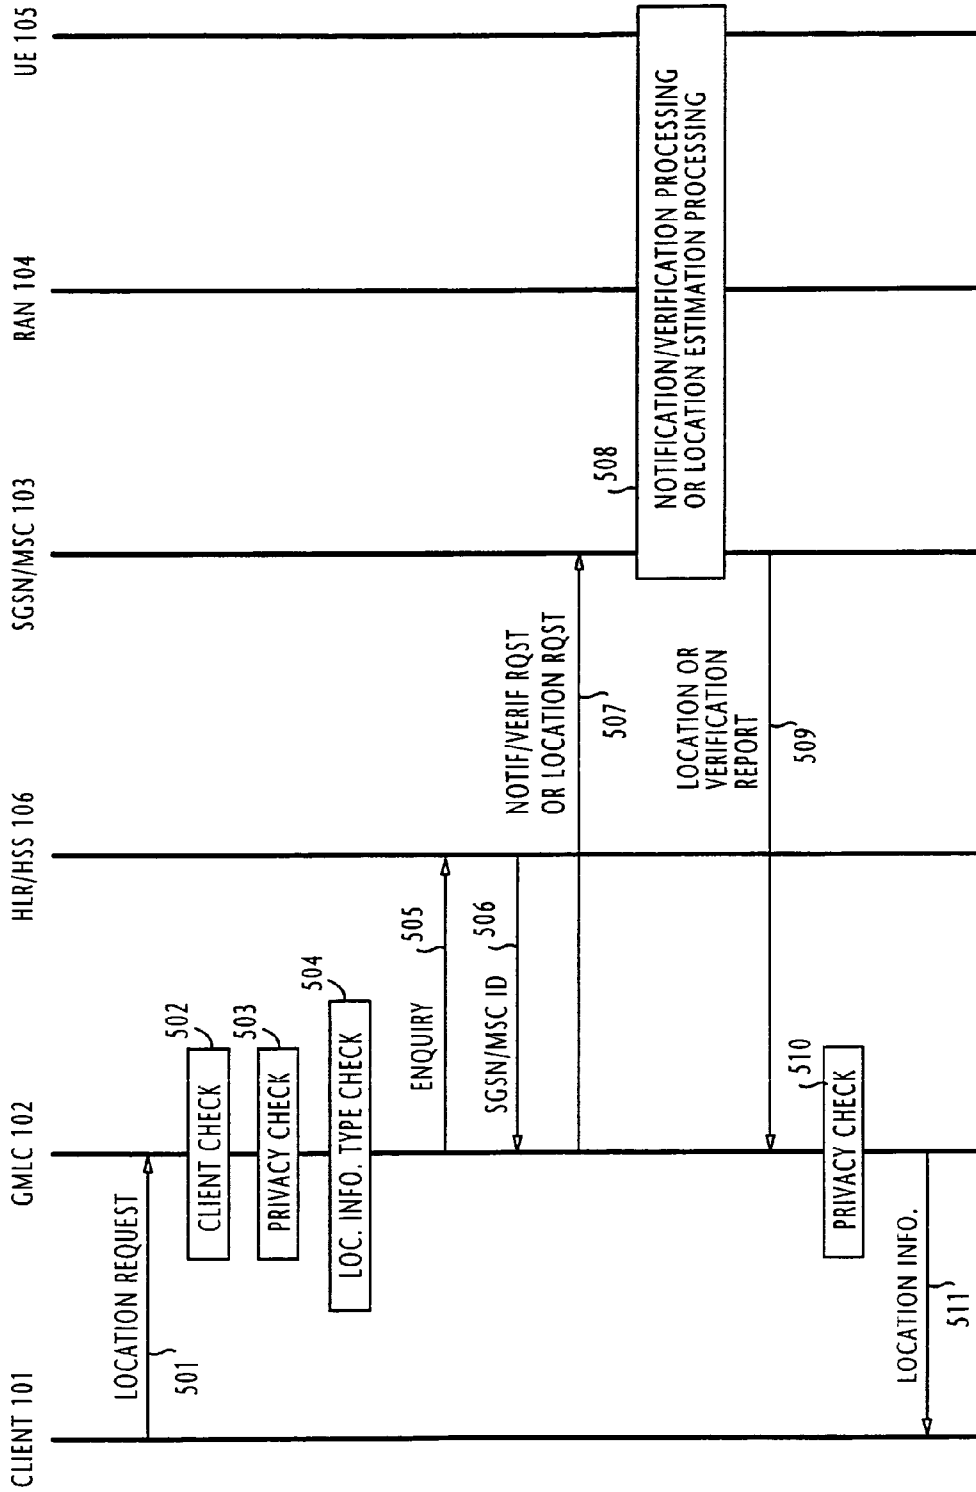 CLIENT 101
GMLC 102
HLR/HSS 106
SGSN/MSC 103
RAN 104
UE 105
LOCATION REQUEST
501
CLIENT CHECK
502
PRIVACY CHECK
503
LOC. INFO. TYPE CHECK
504
ENQUIRY
505
SGSN/MSC ID
506
NOTIF/VERIF RQST
OR LOCATION RQST
507
508
NOTIFICATION/VERIFICATION PROCESSING
OR LOCATION ESTIMATION PROCESSING
LOCATION OR
VERIFICATION
REPORT
509
PRIVACY CHECK
510
LOCATION INFO.
511